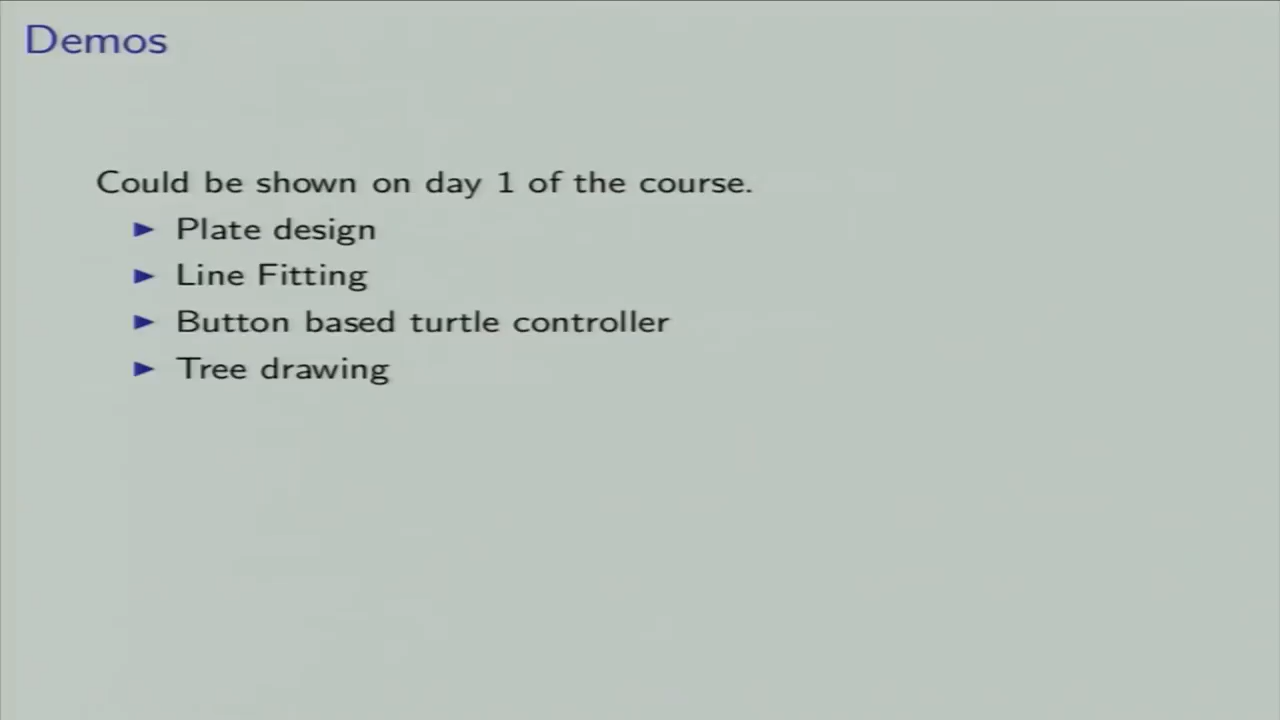 Demos
Could be shown on day 1 of the course.
Plate design
Line Fitting
Button based turtle controller
Tree drawing